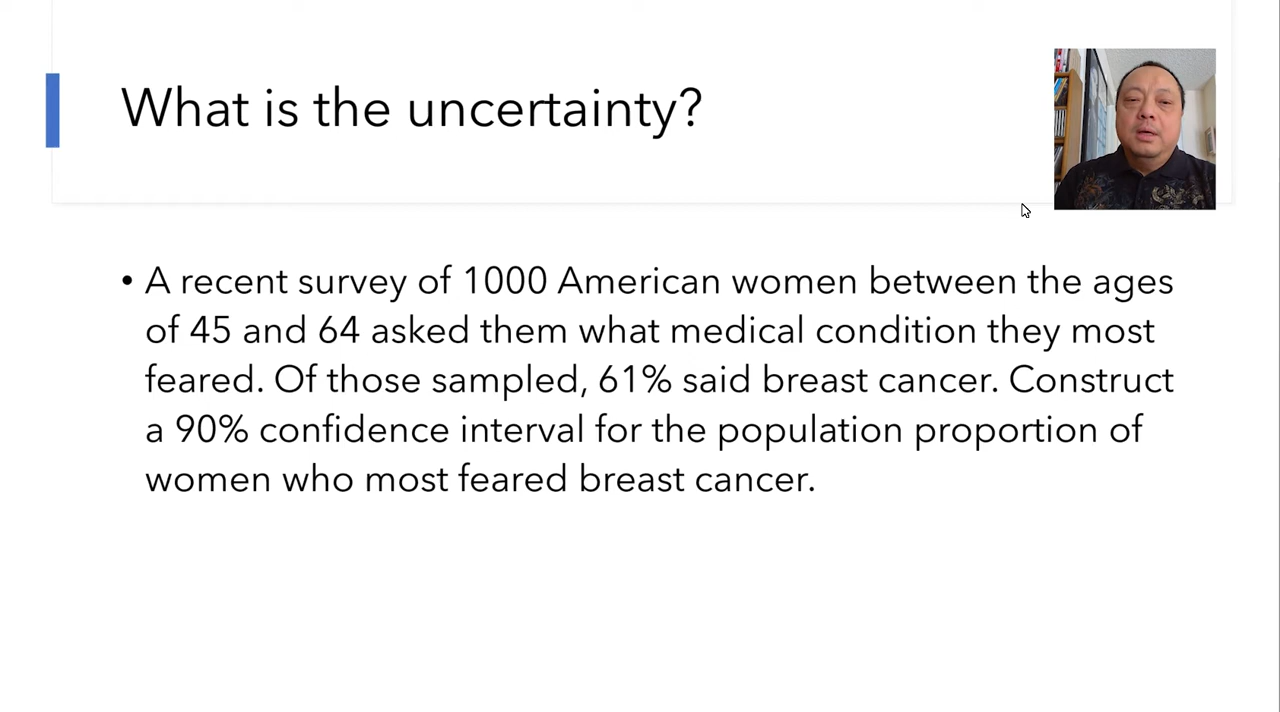 What is the uncertainty?
• A recent survey of 1000 American women between the ages
of 45 and 64 asked them what medical condition they most
feared. Of those sampled, 61% said breast cancer. Construct
a 90% confidence interval for the population proportion of
women who most feared breast cancer.